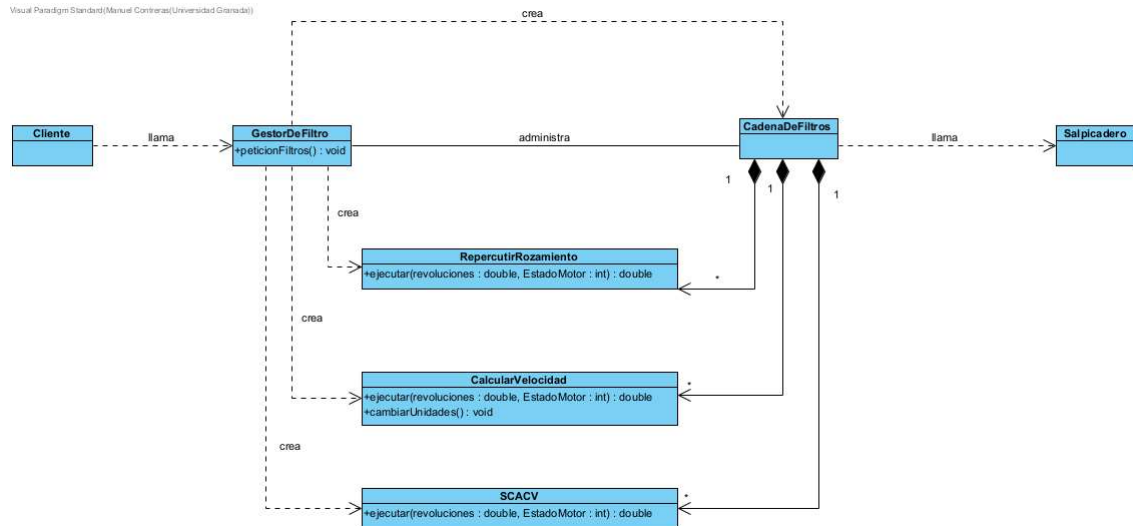 Visual Paradigm Standard(Manuel Contreras(Universidad Granada))
crea
Cliente
llama
GestorDeFiltro
+peticionFiltros() : void
administra
CadenaDeFiltros
llama
Salpicadero
1
1
1
crea
RepercutirRozamiento
+ejecutar(revoluciones : double, EstadoMotor : int) : double
*
crea
CalcularVelocidad
+ejecutar(revoluciones : double, EstadoMotor : int) : double
+cambiarUnidades() : void
*
crea
SCACV
+ejecutar(revoluciones : double, EstadoMotor : int) : double
*